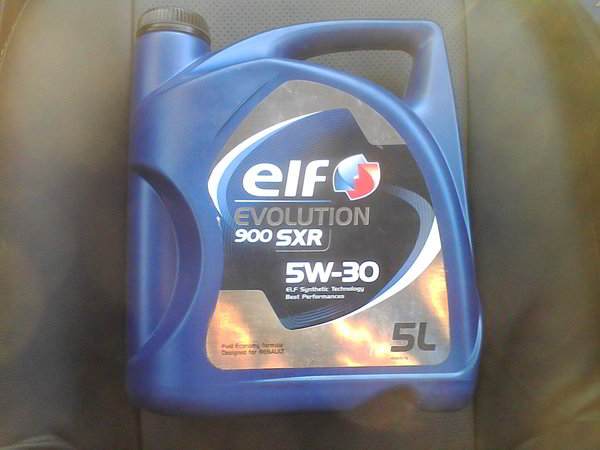 elf
EVOLUTION
900 SXR
5W-30
ELF Synthetic Technology
Best Performances
Fuel Economy formula
Designed for RENAULT
5L